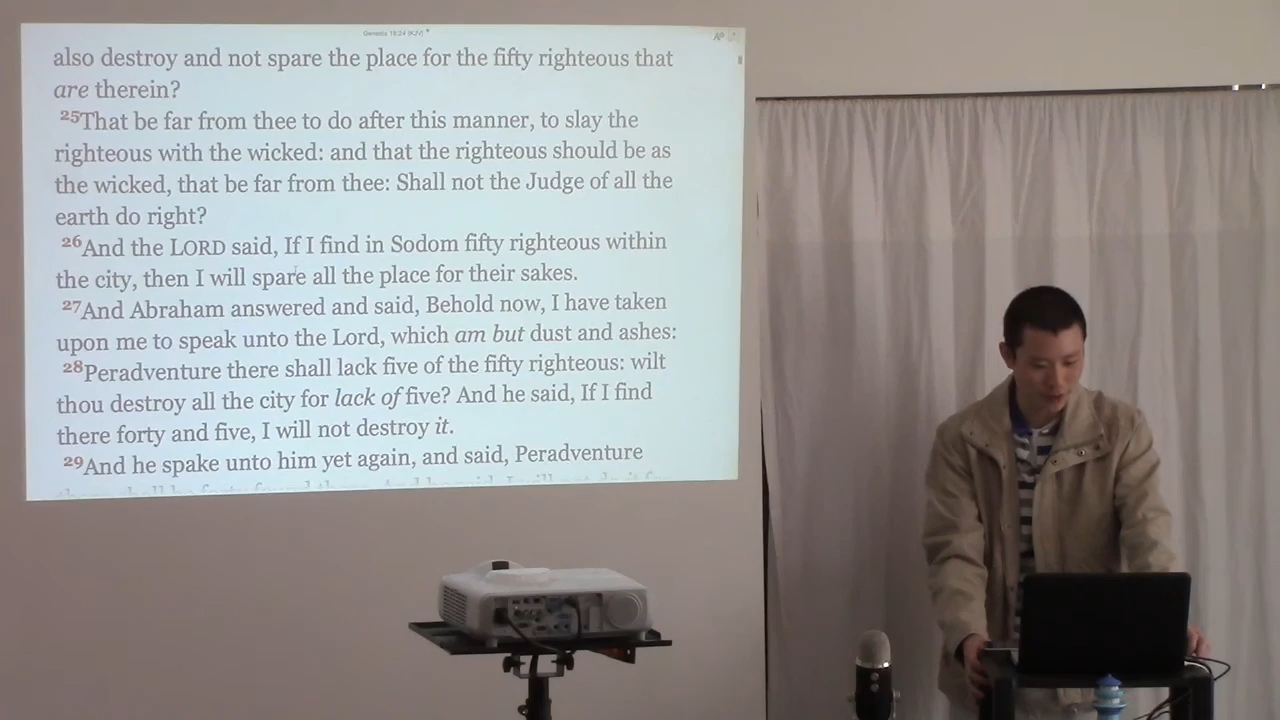 Genesis 18:24 (KJV)
also destroy and not spare the place for the fifty righteous that
are therein?
25That be far from thee to do after this manner, to slay the
righteous with the wicked: and that the righteous should be as
the wicked, that be far from thee: Shall not the Judge of all the
earth do right?
26And the LORD said, If I find in Sodom fifty righteous within
the city, then I will spare all the place for their sakes.
27And Abraham answered and said, Behold now, I have taken
upon me to speak unto the Lord, which am but dust and ashes:
28Peradventure there shall lack five of the fifty righteous: wilt
thou destroy all the city for lack of five? And he said, If I find
there forty and five, I will not destroy it.
29And he spake unto him yet again, and said, Peradventure